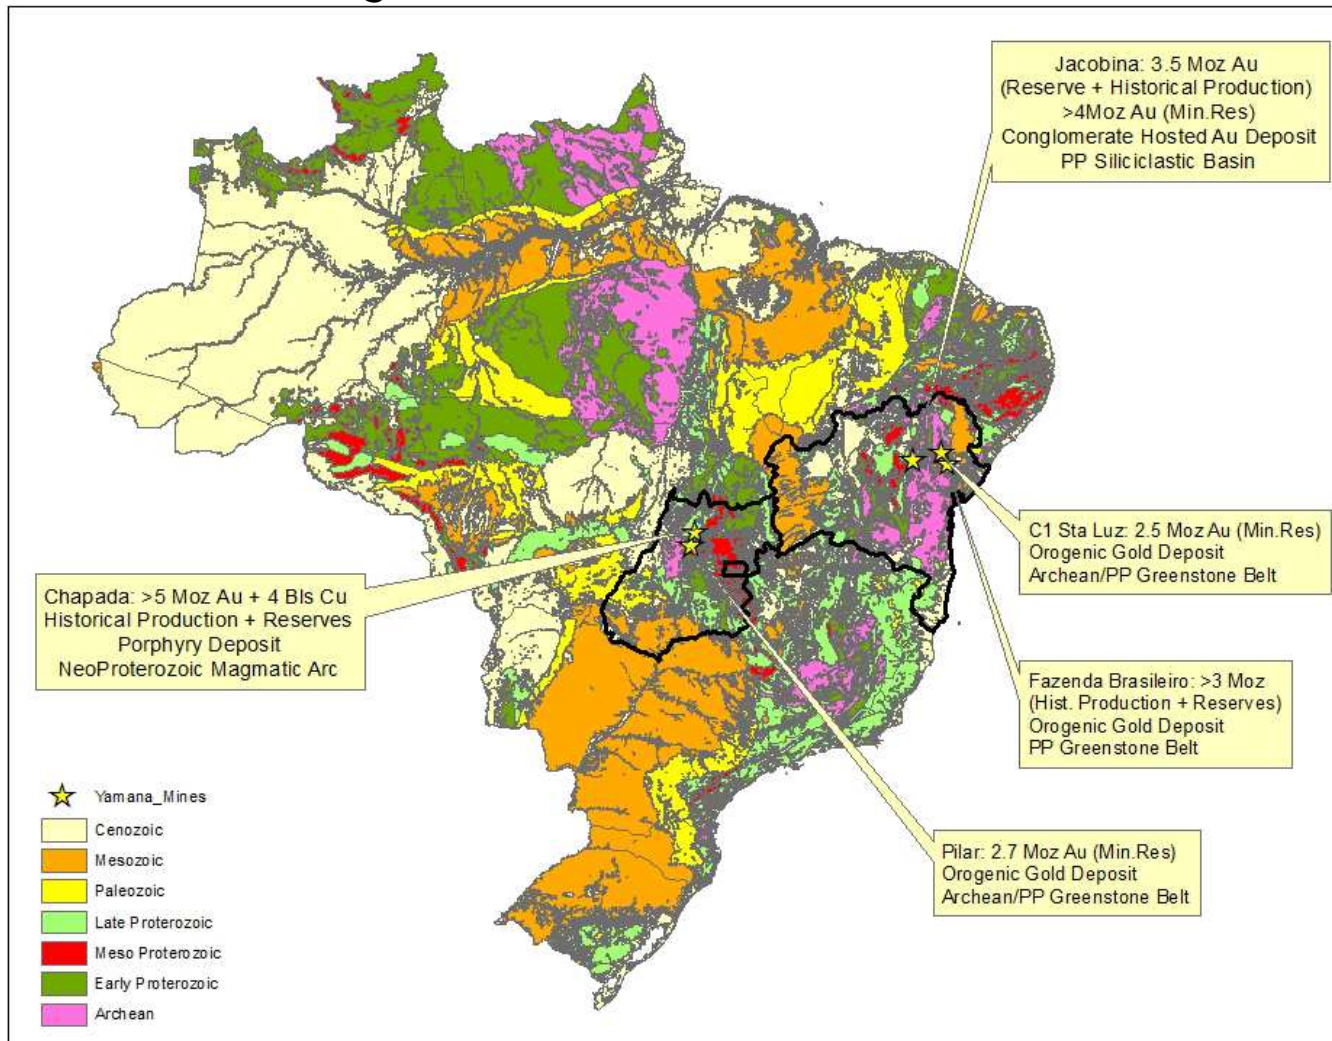 Jacobina: 3.5 Moz Au
(Reserve + Historical Production)
>4Moz Au (Min.Res)
Conglomerate Hosted Au Deposit
PP Siliciclastic Basin
C1 Sta Luz: 2.5 Moz Au (Min.Res)
Orogenic Gold Deposit
Archean/PP Greenstone Belt
Chapada: >5 Moz Au + 4 Bls Cu
Historical Production + Reserves
Porphyry Deposit
NeoProterozoic Magmatic Arc
Fazenda Brasileiro: >3 Moz
(Hist. Production + Reserves)
Orogenic Gold Deposit
PP Greenstone Belt
Pilar: 2.7 Moz Au (Min.Res)
Orogenic Gold Deposit
Archean/PP Greenstone Belt
Yamana_Mines
Cenozoic
Mesozoic
Paleozoic
Late Proterozoic
Meso Proterozoic
Early Proterozoic
Archean